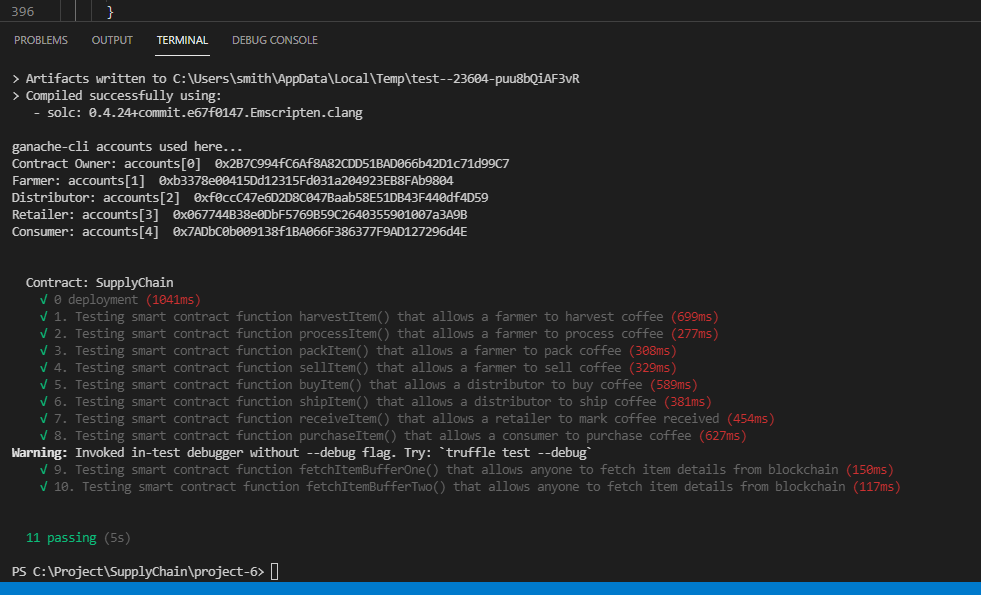 396 }
PROBLEMS OUTPUT TERMINAL DEBUG CONSOLE
> Artifacts written to C:\Users\smith\AppData\Local\Temp\test--23604-puu8bQiAF3vR
> Compiled successfully using:
- solc: 0.4.24+commit.e67f0147.Emscripten.clang
ganache-cli accounts used here...
Contract Owner: accounts[0] 0x2B7C994fC6Af8A82CDD51BAD066b42D1c71d99C7
Farmer: accounts[1] 0xb3378e00415Dd12315Fd031a204923EB8FAb9804
Distributor: accounts[2] 0xf0ccC47e6D2D8C047Baab58E51DB43F440df4D59
Retailer: accounts[3] 0x067744B38e0DbF5769B59C2640355901007a3A9B
Consumer: accounts[4] 0x7ADbC0b009138f1BA066F386377F9AD127296d4E
Contract: SupplyChain
√ 0 deployment (1041ms)
√ 1. Testing smart contract function harvestItem() that allows a farmer to harvest coffee (699ms)
√ 2. Testing smart contract function processItem() that allows a farmer to process coffee (277ms)
√ 3. Testing smart contract function packItem() that allows a farmer to pack coffee (308ms)
√ 4. Testing smart contract function sellItem() that allows a farmer to sell coffee (329ms)
√ 5. Testing smart contract function buyItem() that allows a distributor to buy coffee (589ms)
√ 6. Testing smart contract function shipItem() that allows a distributor to ship coffee (381ms)
√ 7. Testing smart contract function receiveItem() that allows a retailer to mark coffee received (454ms)
√ 8. Testing smart contract function purchaseItem() that allows a consumer to purchase coffee (627ms)
Warning: Invoked in-test debugger without --debug flag. Try: `truffle test --debug`
√ 9. Testing smart contract function fetchItemBufferOne() that allows anyone to fetch item details from blockchain (150ms)
√ 10. Testing smart contract function fetchItemBufferTwo() that allows anyone to fetch item details from blockchain (117ms)
11 passing (5s)
PS C:\Project\SupplyChain\project-6>